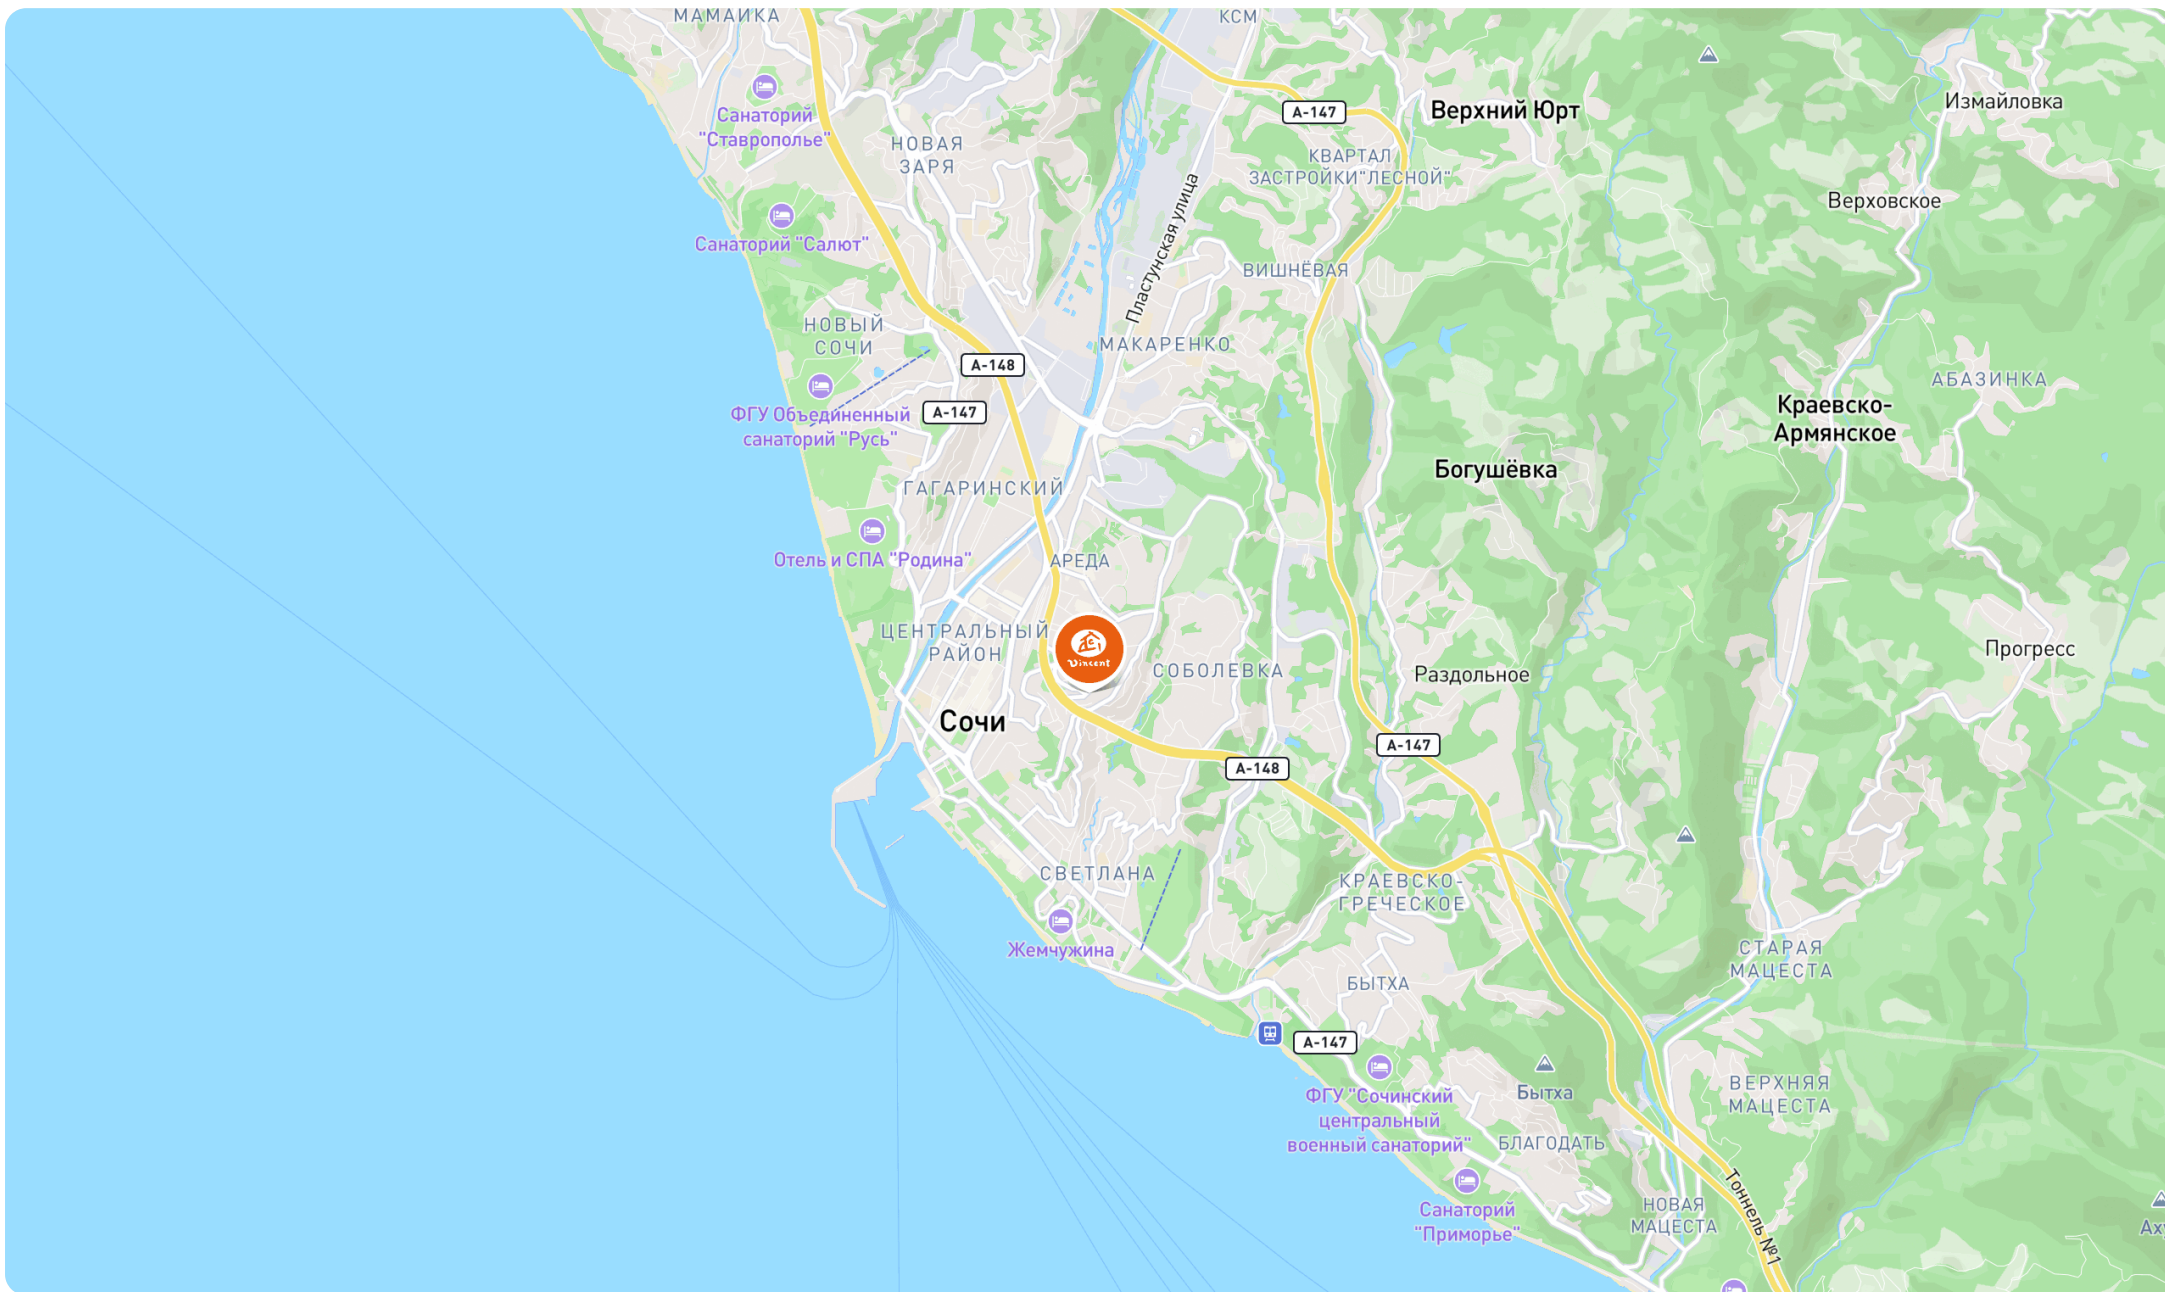 МАМАЙКА
КСМ
Санаторий
"Ставрополье"
НОВАЯ
ЗАРЯ
А-147
Верхний Юрт
Измайловка
КВАРТАЛ
ЗАСТРОЙКИ"ЛЕСНОЙ"
Верховское
Санаторий "Салют"
Пластунская улица
ВИШНЁВАЯ
НОВЫЙ
СОЧИ
МАКАРЕНКО
А-148
АБАЗИНКА
ФГУ Объединенный
санаторий "Русь"
А-147
Краевско-
Армянское
Богушёвка
ГАГАРИНСКИЙ
Отель и СПА "Родина"
АРЕДА
ЦЕНТРАЛЬНЫЙ
РАЙОН
Vincent
СОБОЛЕВКА
Раздольное
Прогресс
Сочи
А-148
А-147
СВЕТЛАНА
КРАЕВСКО-
ГРЕЧЕСКОЕ
Жемчужина
СТАРАЯ
МАЦЕСТА
БЫТХА
А-147
ФГУ "Сочинский
центральный
военный санаторий"
Бытха
ВЕРХНЯЯ
МАЦЕСТА
БЛАГОДАТЬ
Санаторий
"Приморье"
НОВАЯ
МАЦЕСТА
Тоннель №1
Аху